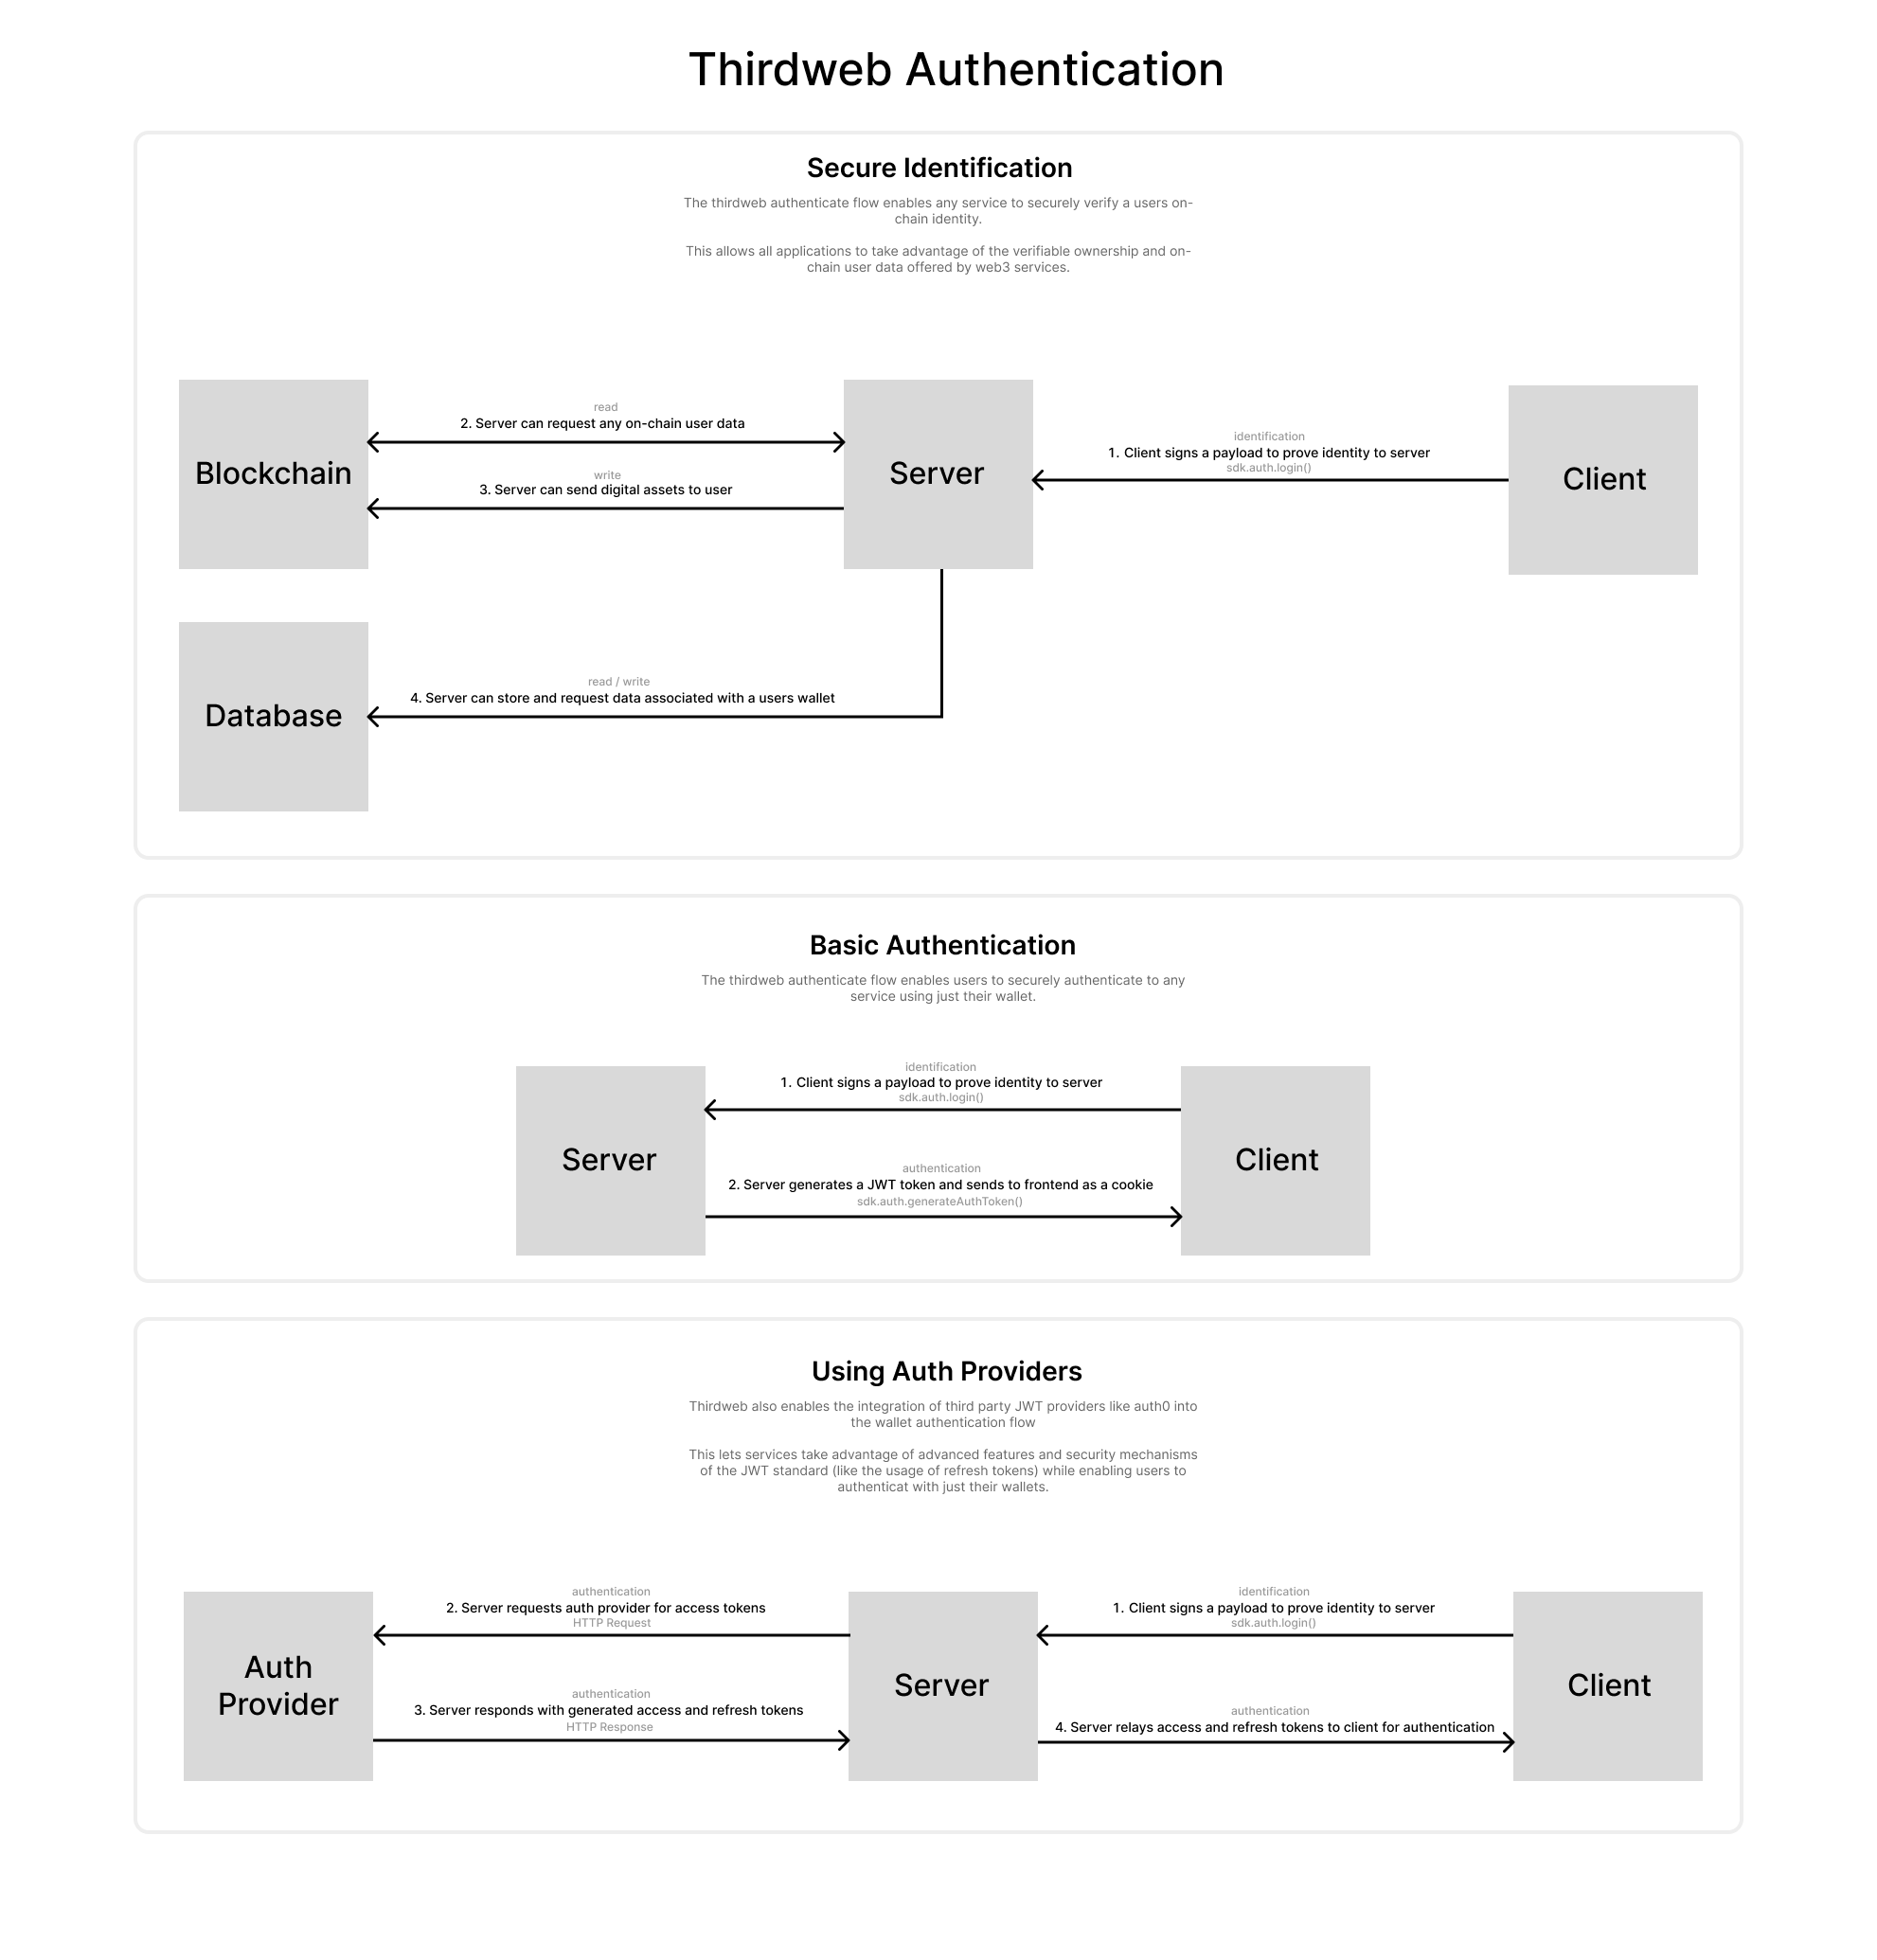 Thirdweb Authentication
Secure Identification
The thirdweb authenticate flow enables any service to securely verify a users on-
chain identity.
This allows all applications to take advantage of the verifiable ownership and on-
chain user data offered by web3 services.
Blockchain
read
2. Server can request any on-chain user data
write
3. Server can send digital assets to user
Server
identification
1. Client signs a payload to prove identity to server
sdk.auth.login()
Client
Database
read / write
4. Server can store and request data associated with a users wallet
Basic Authentication
The thirdweb authenticate flow enables users to securely authenticate to any
service using just their wallet.
Server
identification
1. Client signs a payload to prove identity to server
sdk.auth.login()
authentication
2. Server generates a JWT token and sends to frontend as a cookie
sdk.auth.generateAuthToken()
Client
Using Auth Providers
Thirdweb also enables the integration of third party JWT providers like auth0 into
the wallet authentication flow
This lets services take advantage of advanced features and security mechanisms
of the JWT standard (like the usage of refresh tokens) while enabling users to
authenticat with just their wallets.
Auth
Provider
authentication
2. Server requests auth provider for access tokens
HTTP Request
authentication
3. Server responds with generated access and refresh tokens
HTTP Response
Server
identification
1. Client signs a payload to prove identity to server
sdk.auth.login()
authentication
4. Server relays access and refresh tokens to client for authentication
Client